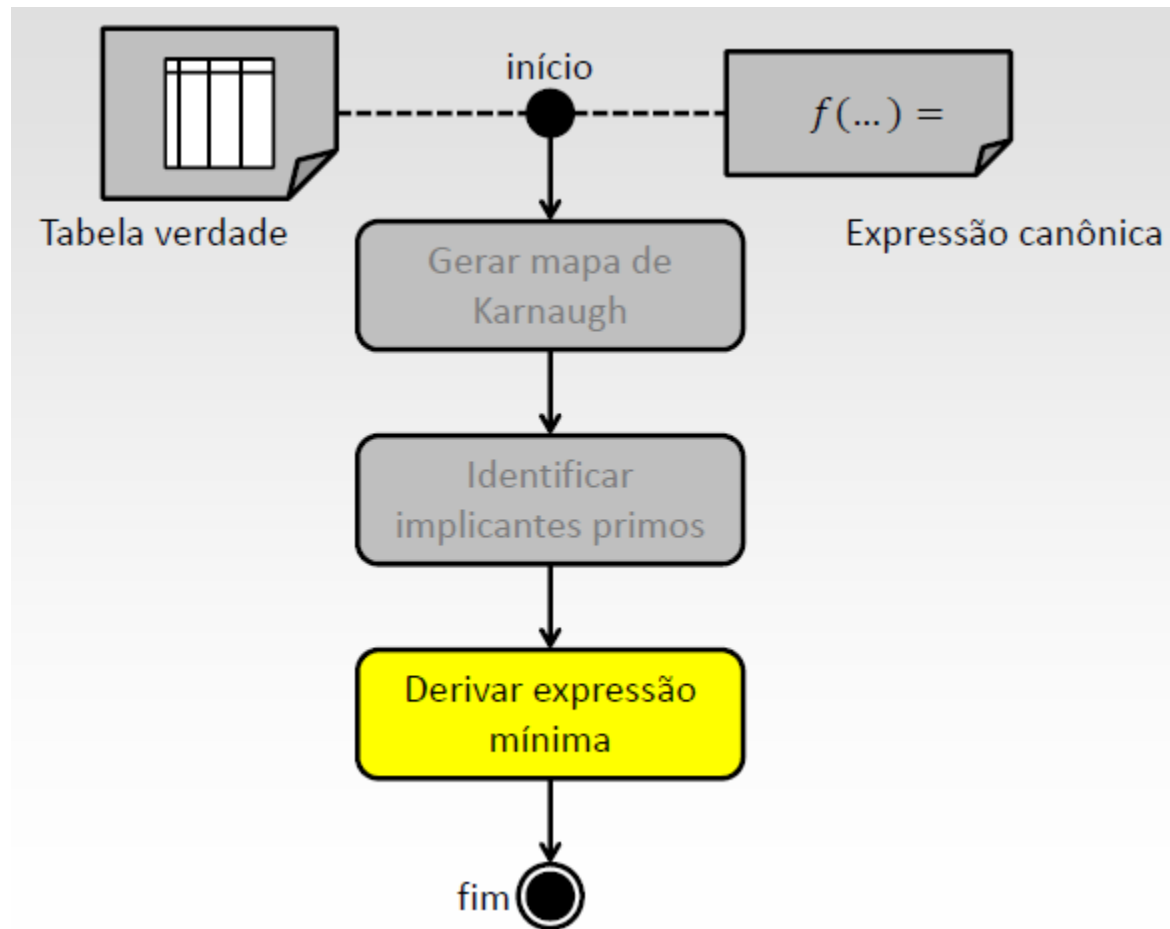 início
f(...) =
Tabela verdade
Expressão canônica
Gerar mapa de
Karnaugh
Identificar
implicantes primos
Derivar expressão
mínima
fim